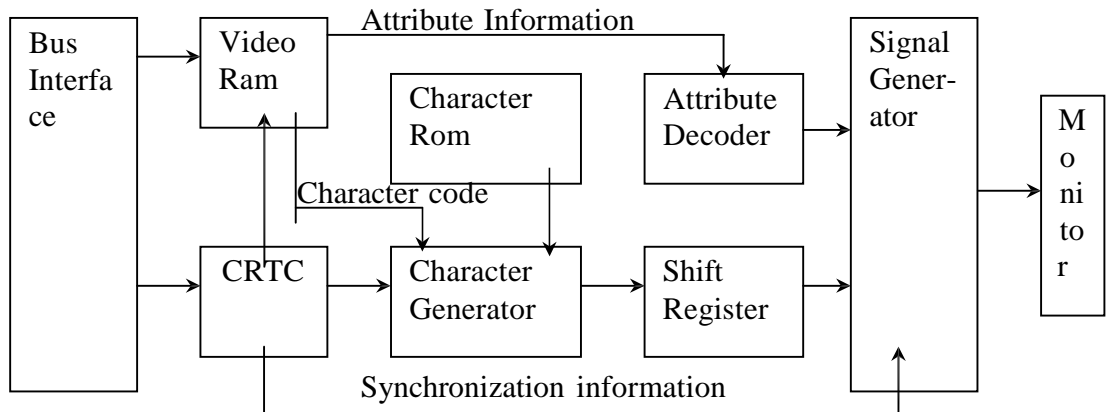 Bus
Interfa
ce
Video
Ram
Attribute Information
Character
Rom
Attribute
Decoder
Signal
Gener-
ator
M
o
ni
to
r
Character code
CRTC
Character
Generator
Shift
Register
Synchronization information